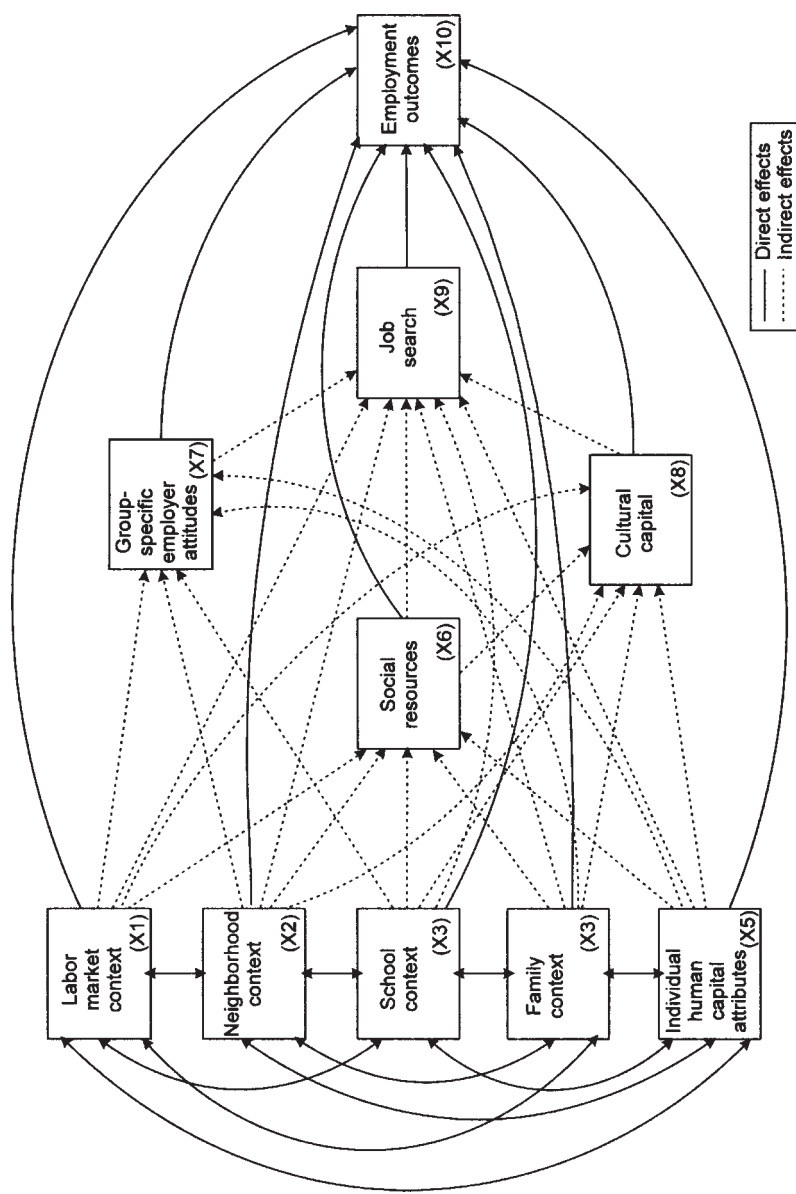 Labor
market
context
(X1)
Neighborhood
context
(X2)
School
context
(X3)
Family
context
(X3)
Individual
human
capital
attributes
(X5)
Social
resources
(X6)
Group-
specific
employer
attitudes
(X7)
Cultural
capital
(X8)
Job
search
(X9)
Employment
outcomes
(X10)
Direct effects
Indirect effects